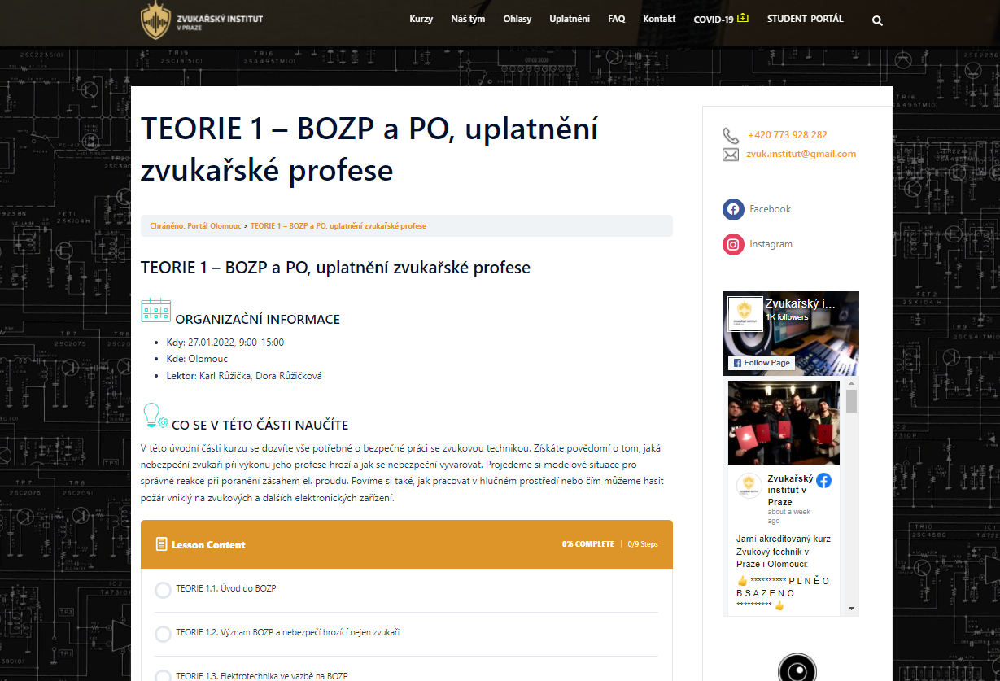 ZVUKAŘSKÝ INSTITUT
V PRAZE
Kurzy
Náš tým
Ohlasy
Uplatnění
FAQ
Kontakt
COVID-19
STUDENT-PORTÁL
TEORIE 1 – BOZP a PO, uplatnění
zvukařské profese
Chráněno: Portál Olomouc > TEORIE 1 – BOZP a PO, uplatnění zvukařské profese
TEORIE 1 – BOZP a PO, uplatnění zvukařské profese
ORGANIZAČNÍ INFORMACE
Kdy: 27.01.2022, 9:00-15:00
Kde: Olomouc
Lektor: Karl Růžička, Dora Růžičková
CO SE V TÉTO ČÁSTI NAUČÍTE
V této úvodní části kurzu se dozvíte vše potřebné o bezpečné práci se zvukovou technikou. Získáte povědomí o tom, jaká
nebezpeční zvukaři při výkonu jeho profese hrozí a jak se nebezpeční vyvarovat. Projedeme si modelové situace pro
správné reakce při poranění zásahem el. proudu. Povíme si také, jak pracovat v hlučném prostředí nebo čím můžeme hasit
požár vniklý na zvukových a dalších elektronických zařízení.
Lesson Content
0% COMPLETE | 0/9 Steps
TEORIE 1.1. Úvod do BOZP
TEORIE 1.2. Význam BOZP a nebezpečí hrozící nejen zvukaři
TEORIE 1.3. Elektrotechnika ve vazbě na BOZP
+420 773 928 282
zvuk.institut@gmail.com
Facebook
Instagram
Zvukařský i...
1K followers
Follow Page
Zvukařský
institut v
Praze
about a week
ago
Jarní akreditovaný kurz
Zvukový technik v
Praze i Olomouci:
👍 ********** P L N Ě O
B S A Z E N O
********** 👍